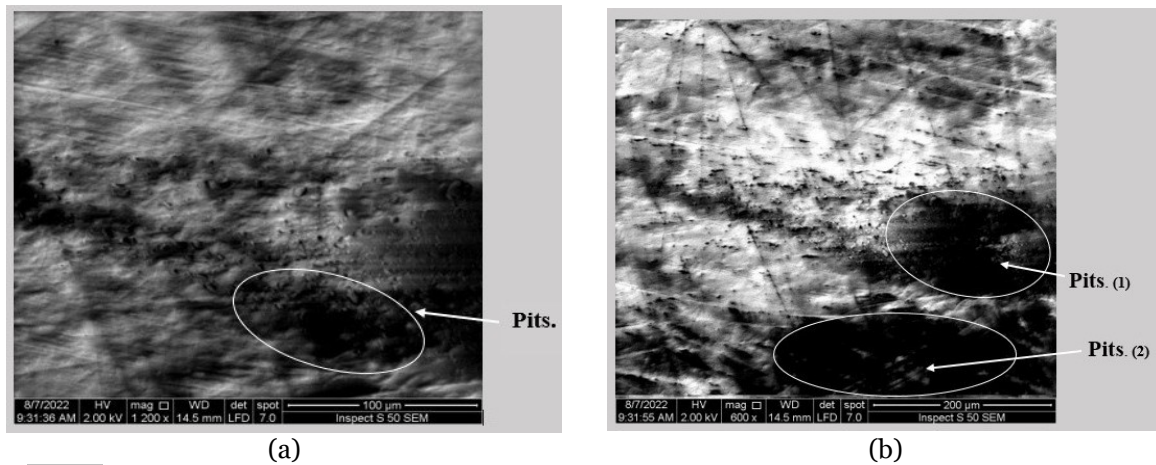 Pits.
8/7/2022 HV mag □ WD det spot 100 µm
9:31:36 AM 2.00 kV 1 200 x 14.5 mm LFD 7.0 Inspect S 50 SEM
(a)
Pits. (1)
Pits. (2)
8/7/2022 HV mag □ WD det spot 200 µm
9:31:55 AM 2.00 kV 600 x 14.5 mm LFD 7.0 Inspect S 50 SEM
(b)